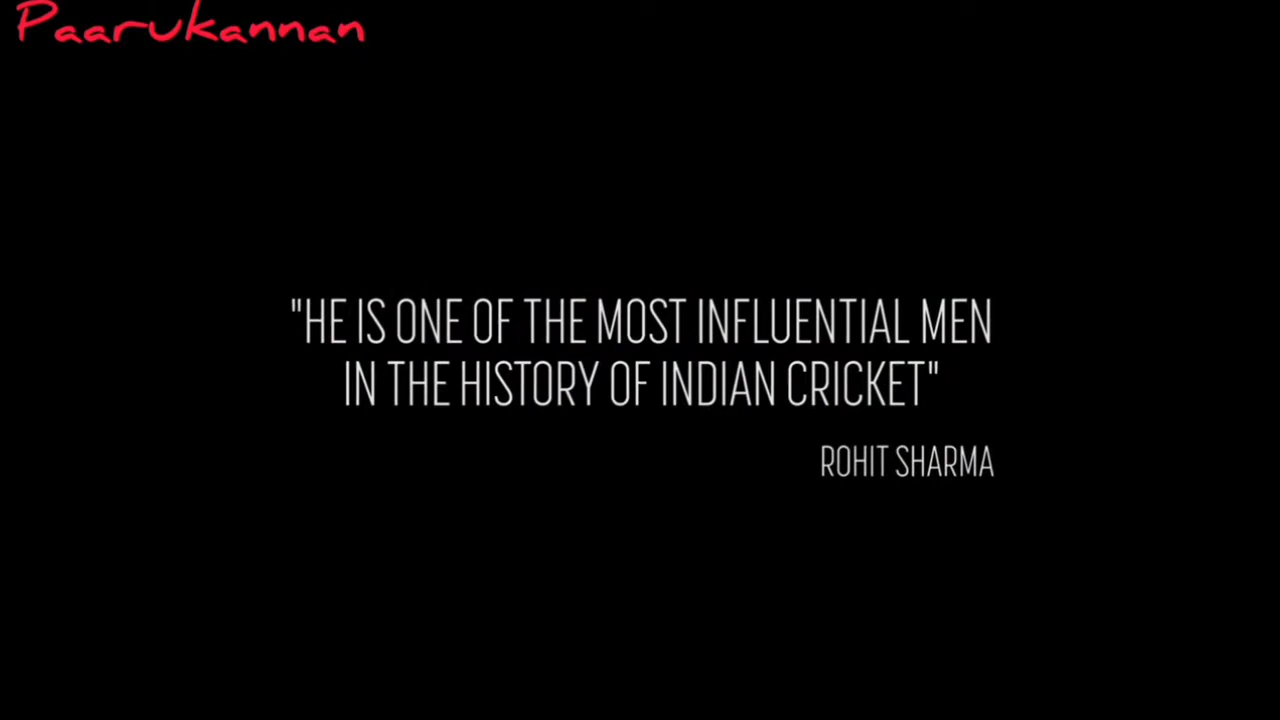 Paarukannan
"HE IS ONE OF THE MOST INFLUENTIAL MEN
IN THE HISTORY OF INDIAN CRICKET"
ROHIT SHARMA